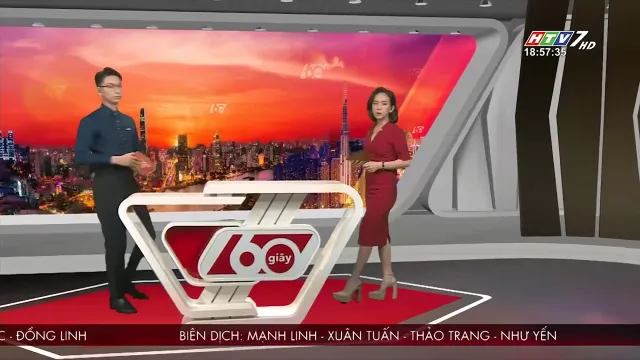 HTV7 HD
18:57:35
60 giây
C - ĐỒNG LINH BIÊN DỊCH: MẠNH LINH - XUÂN TUẤN - THẢO TRANG - NHƯ YẾN